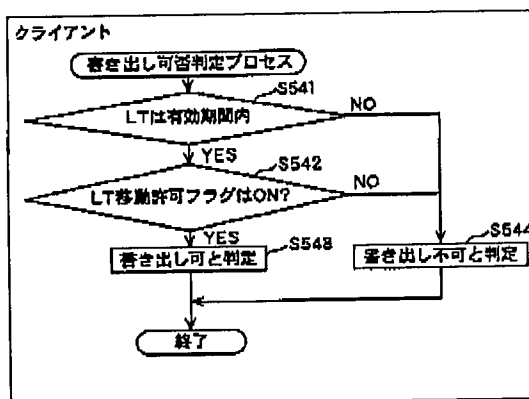 クライアント
書き出し可否判定プロセス
S541
LTは有効期間内
NO
YES
S542
LT移動許可フラグはON?
NO
YES
S543
書き出し可と判定
S544
書き出し不可と判定
終了